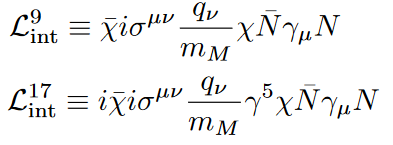 $\mathcal{L}^{9}_{\text{int}} \equiv \bar{\chi} i \sigma^{\mu\nu} \frac{q_\nu}{m_M} \chi \bar{N} \gamma_\mu N$
$\mathcal{L}^{17}_{\text{int}} \equiv i \bar{\chi} i \sigma^{\mu\nu} \frac{q_\nu}{m_M} \gamma^5 \chi \bar{N} \gamma_\mu N$